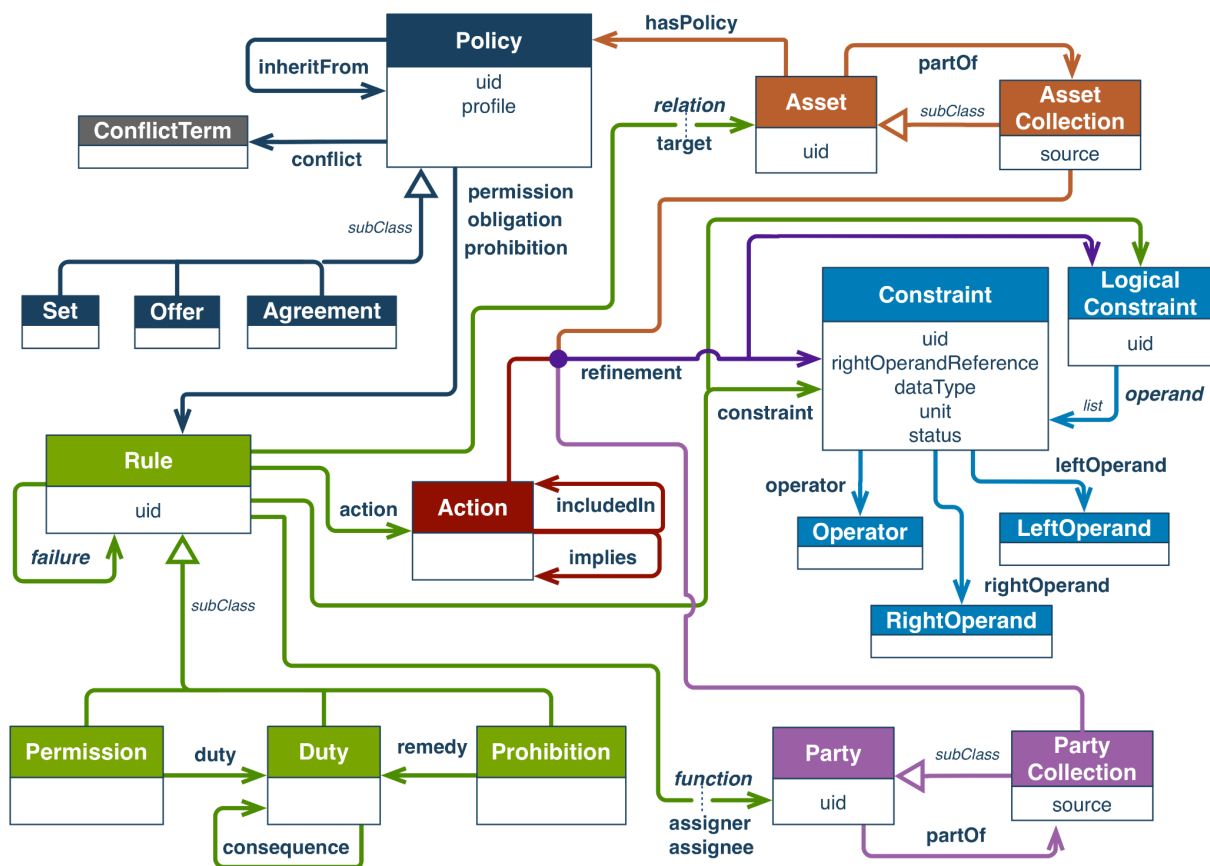 hasPolicy
Policy
inheritFrom
uid
profile
partOf
relation
Asset
subClass
Asset
Collection
target
uid
source
ConflictTerm
conflict
permission
obligation
prohibition
subClass
Set
Offer
Agreement
Constraint
Logical
Constraint
uid
rightOperandReference
dataType
unit
status
uid
refinement
constraint
operand
list
Rule
uid
failure
action
Action
includedIn
implies
operator
leftOperand
Operator
LeftOperand
rightOperand
RightOperand
subClass
Permission
duty
Duty
remedy
Prohibition
consequence
function
assigner
assignee
Party
uid
subClass
Party
Collection
source
partOf